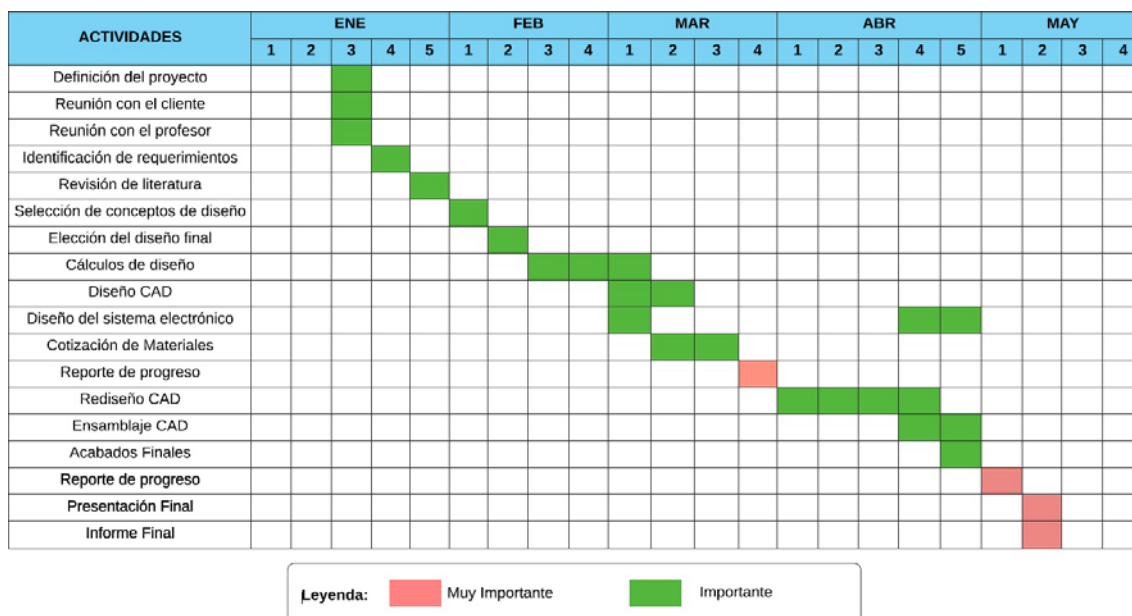 ACTIVIDADES ENE FEB MAR ABR MAY
1 2 3 4 5 1 2 3 4 1 2 3 4 1 2 3 4 5 1 2 3 4
Definición del proyecto
Reunión con el cliente
Reunión con el profesor
Identificación de requerimientos
Revisión de literatura
Selección de conceptos de diseño
Elección del diseño final
Cálculos de diseño
Diseño CAD
Diseño del sistema electrónico
Cotización de Materiales
Reporte de progreso
Rediseño CAD
Ensamblaje CAD
Acabados Finales
Reporte de progreso
Presentación Final
Informe Final
Leyenda: Muy Importante Importante